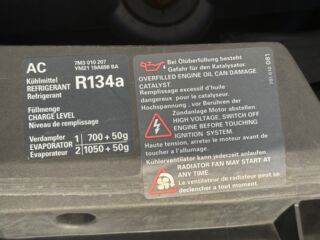 AC
7M3 010 207
YM21 19A898 BA
Kühlmittel
REFRIGERANT
Refrigerant
R134a
Füllmenge
CHARGE LEVEL
Niveau de remplissage
Verdampfer
EVAPORATOR
Evaporateur
1 700 + 50g
2 1050 + 50g
Bei Ölüberfüllung besteht
Gefahr für den Katalysator.
OVERFILLED ENGINE OIL CAN DAMAGE
CATALYST
Remplissage excessif d'huile
dangereux pour le catalyseur
Hochspannung, vor Berühren der
Zündanlage Motor abstellen
HIGH VOLTAGE, SWITCH OFF
ENGINE BEFORE TOUCHING
IGNITION SYSTEM.
Haute tension, arreter le moteur avant de
toucher a l'allumage.
Kühlerventilator kann jederzeit anlaufen.
RADIATOR FAN MAY START AT
ANY TIME.
Le ventilateur de radiateur peut se
declencher a tout moment.